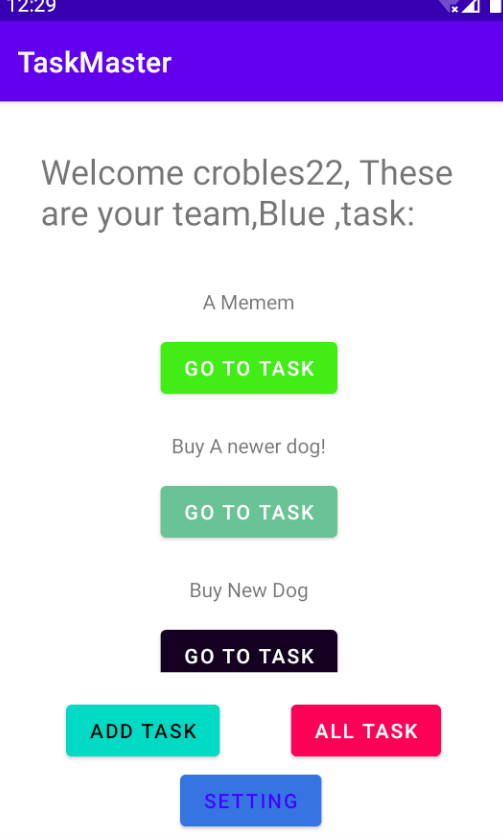 12:29
TaskMaster
Welcome crobles22, These
are your team,Blue ,task:
A Memem
GO TO TASK
Buy A newer dog!
GO TO TASK
Buy New Dog
GO TO TASK
ADD TASK ALL TASK
SETTING